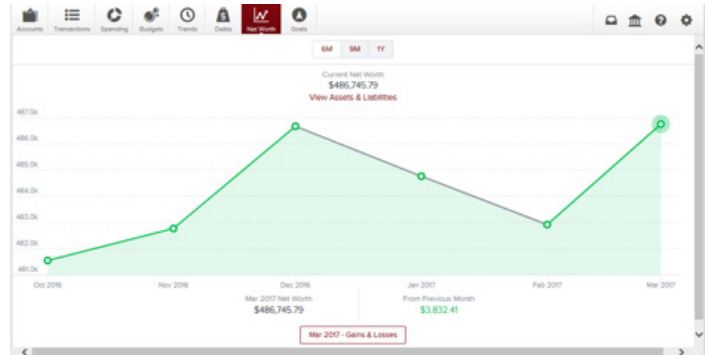 Accounts Transactions Spending Budgets Trends Debts Net Worth Goals
6M 9M 1Y
Current Net Worth
$486,745.79
View Assets & Liabilities
487.0k
486.0k
485.0k
484.0k
483.0k
482.0k
481.0k
Oct 2016 Nov 2016 Dec 2016 Jan 2017 Feb 2017 Mar 2017
Mar 2017 Net Worth From Previous Month
$486,745.79 $3,832.41
Mar 2017 - Gains & Losses